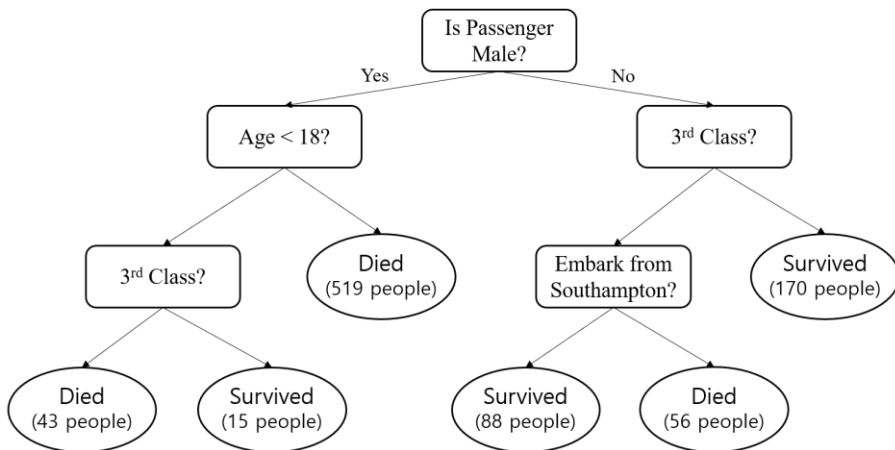 Is Passenger
Male?
Yes
No
Age < 18?
3rd Class?
3rd Class?
Died
(519 people)
Embark from
Southampton?
Survived
(170 people)
Died
(43 people)
Survived
(15 people)
Survived
(88 people)
Died
(56 people)